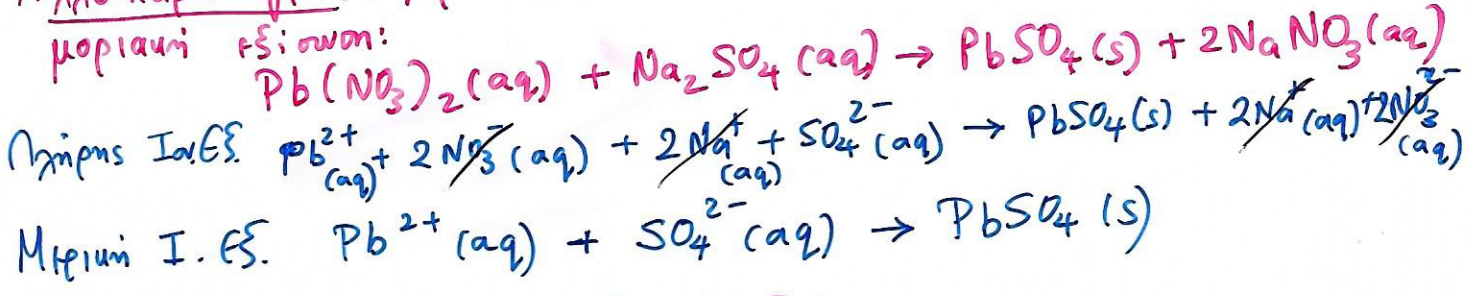 μοριακή εξίσωση:
Pb(NO₃)₂(aq) + Na₂SO₄(aq) → PbSO₄(s) + 2NaNO₃(aq)
Πλήρης Ιον.Εξ. Pb²⁺(aq) + 2NO₃⁻(aq) + 2Na⁺(aq) + SO₄²⁻(aq) → PbSO₄(s) + 2Na⁺(aq) + 2NO₃²⁻(aq)
Μερική Ι. Εξ. Pb²⁺(aq) + SO₄²⁻(aq) → PbSO₄(s)